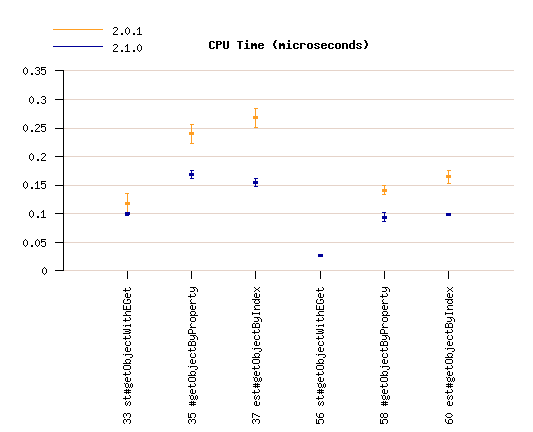 2.0.1
2.1.0
CPU Time (microseconds)
0.35
0.3
0.25
0.2
0.15
0.1
0.05
0
33 st#getObjectWithEGet
35 #getObjectByProperty
37 est#getObjectByIndex
56 st#getObjectWithEGet
58 #getObjectByProperty
60 est#getObjectByIndex